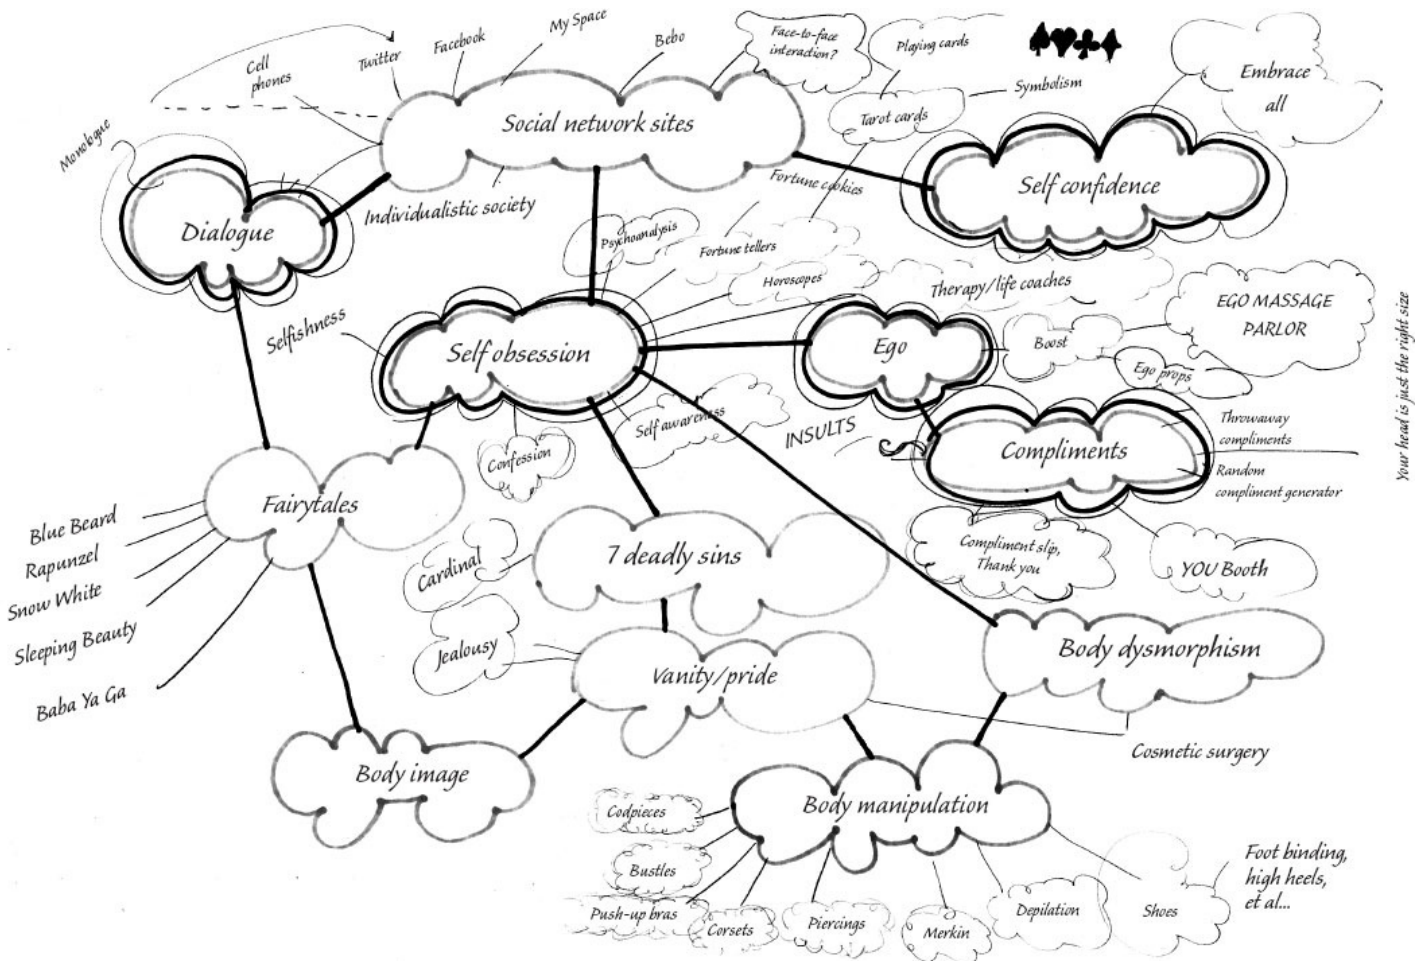 My Space
Facebook
Bebo
Face-to-face
interaction?
Playing cards
Twitter
Cell
phones
Embrace
all
Symbolism
Tarot cards
Social network sites
Monologue
Fortune cookies
Self confidence
Individualistic society
Dialogue
Psychoanalysis
Fortune tellers
Horoscopes
Therapy/life coaches
EGO MASSAGE
PARLOR
Selfishness
Self obsession
Ego
Boost
Ego props
Your head is just the right size
Self awareness
INSULTS
Throwaway
compliments
Compliments
Confession
Random
compliment generator
Fairytales
Blue Beard
Rapunzel
Snow White
Sleeping Beauty
Baba Ya Ga
Cardinal
7 deadly sins
Compliment slip,
Thank you
YOU Booth
Jealousy
Vanity/pride
Body dysmorphism
Cosmetic surgery
Body image
Body manipulation
Codpieces
Bustles
Push-up bras
Corsets
Piercings
Merkin
Depilation
Shoes
Foot binding,
high heels,
et al...